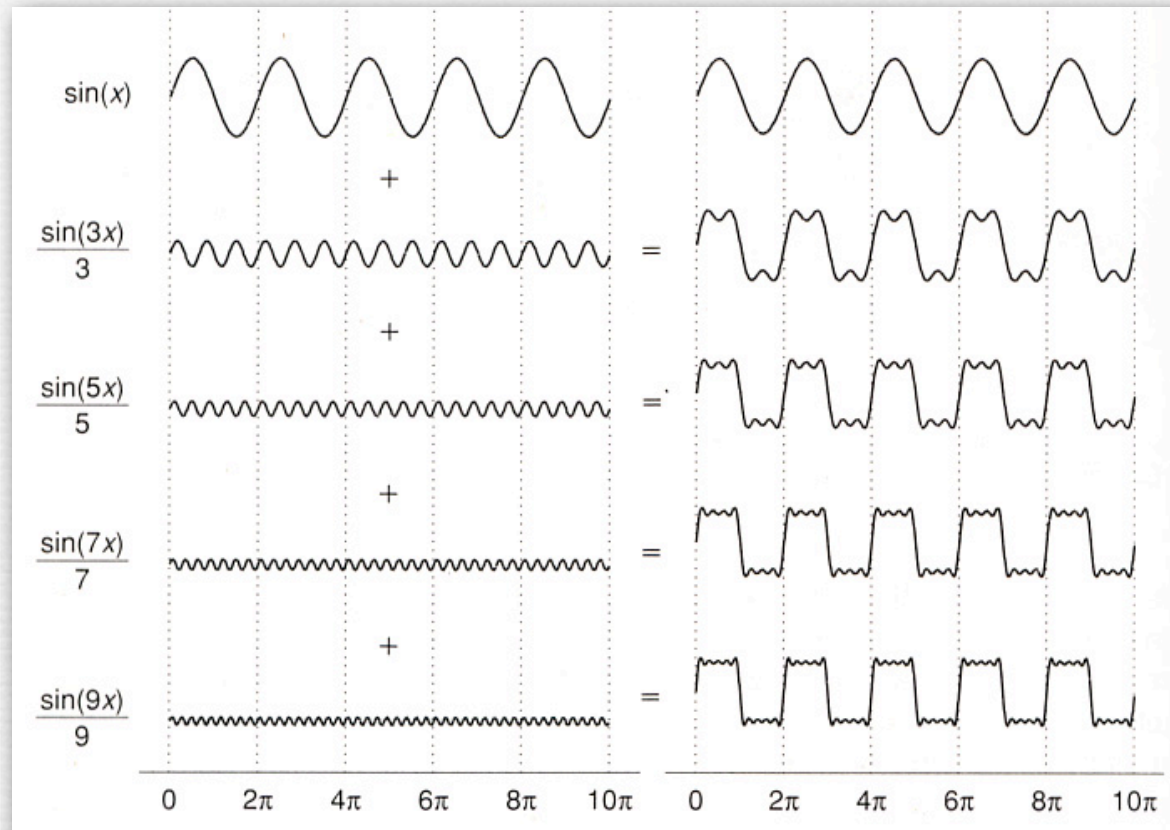 sin(x)
+
sin(3x)
3
=
+
sin(5x)
5
=
+
sin(7x)
7
=
+
sin(9x)
9
=
0 2π 4π 6π 8π 10π 0 2π 4π 6π 8π 10π